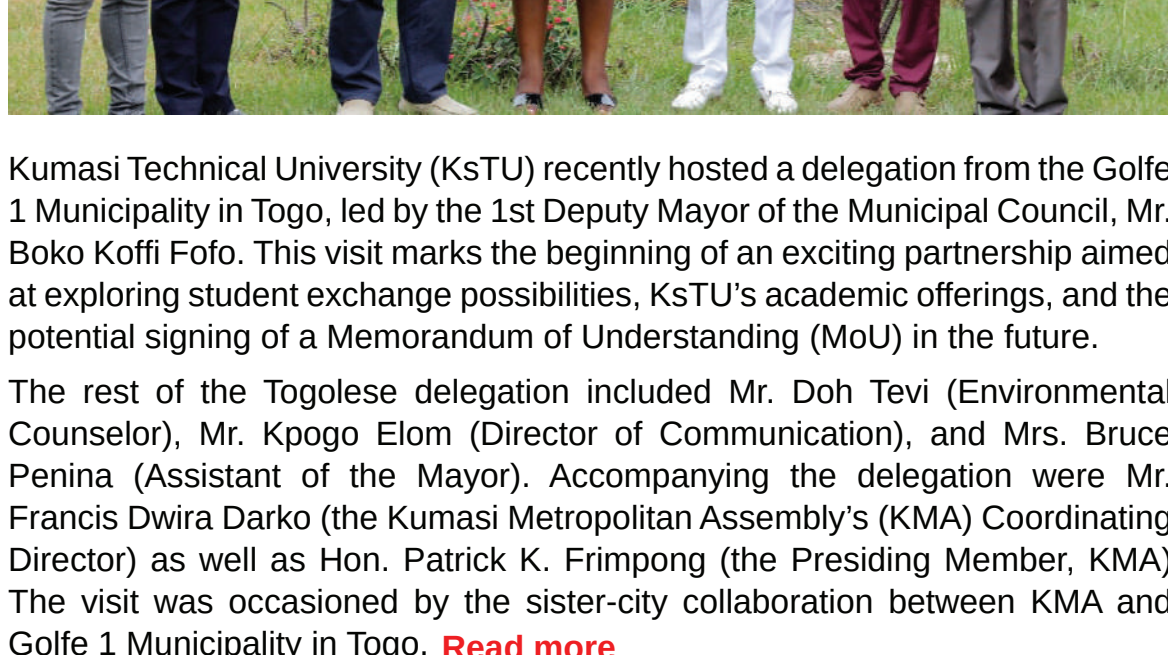 Kumasi Technical University (KsTU) recently hosted a delegation from the Golfe
1 Municipality in Togo, led by the 1st Deputy Mayor of the Municipal Council, Mr.
Boko Koffi Fofo. This visit marks the beginning of an exciting partnership aimed
at exploring student exchange possibilities, KsTU’s academic offerings, and the
potential signing of a Memorandum of Understanding (MoU) in the future.
The rest of the Togolese delegation included Mr. Doh Tevi (Environmental
Counselor), Mr. Kpogo Elom (Director of Communication), and Mrs. Bruce
Penina (Assistant of the Mayor). Accompanying the delegation were Mr.
Francis Dwira Darko (the Kumasi Metropolitan Assembly’s (KMA) Coordinating
Director) as well as Hon. Patrick K. Frimpong (the Presiding Member, KMA)
The visit was occasioned by the sister-city collaboration between KMA and
Golfe 1 Municipality in Togo. Read more